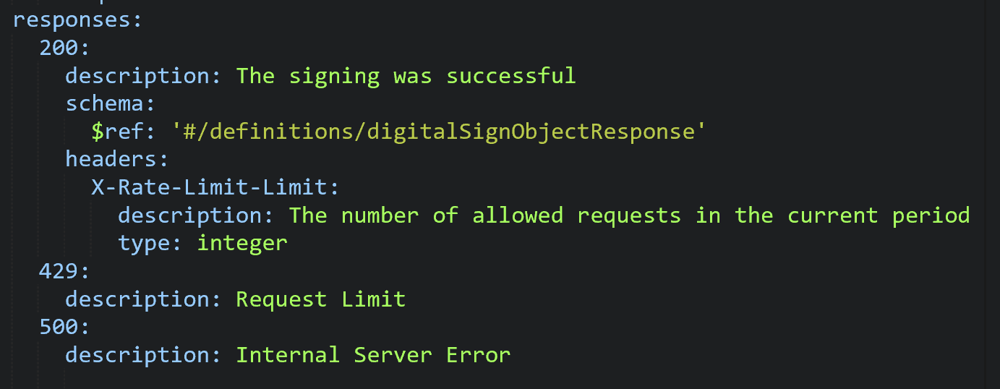 responses:
200:
description: The signing was successful
schema:
$ref: '#/definitions/digitalSignObjectResponse'
headers:
X-Rate-Limit-Limit:
description: The number of allowed requests in the current period
type: integer
429:
description: Request Limit
500:
description: Internal Server Error